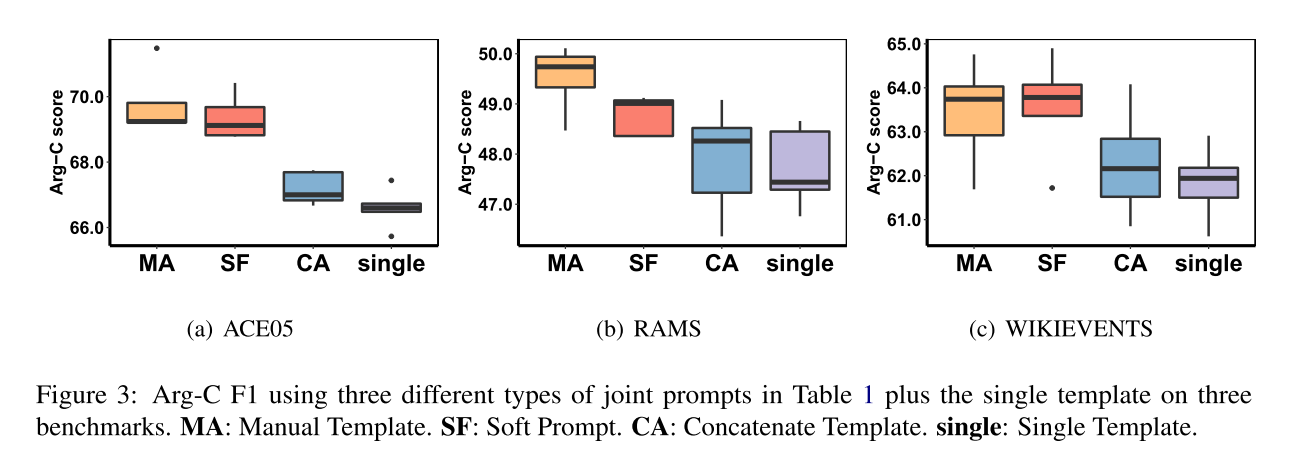 Arg−C score
70.0
68.0
66.0
MA SF CA single
(a) ACE05
Arg−C score
50.0
49.0
48.0
47.0
MA SF CA single
(b) RAMS
Arg−C score
65.0
64.0
63.0
62.0
61.0
MA SF CA single
(c) WIKIEVENTS
Figure 3: Arg-C F1 using three different types of joint prompts in Table 1 plus the single template on three
benchmarks. MA: Manual Template. SF: Soft Prompt. CA: Concatenate Template. single: Single Template.